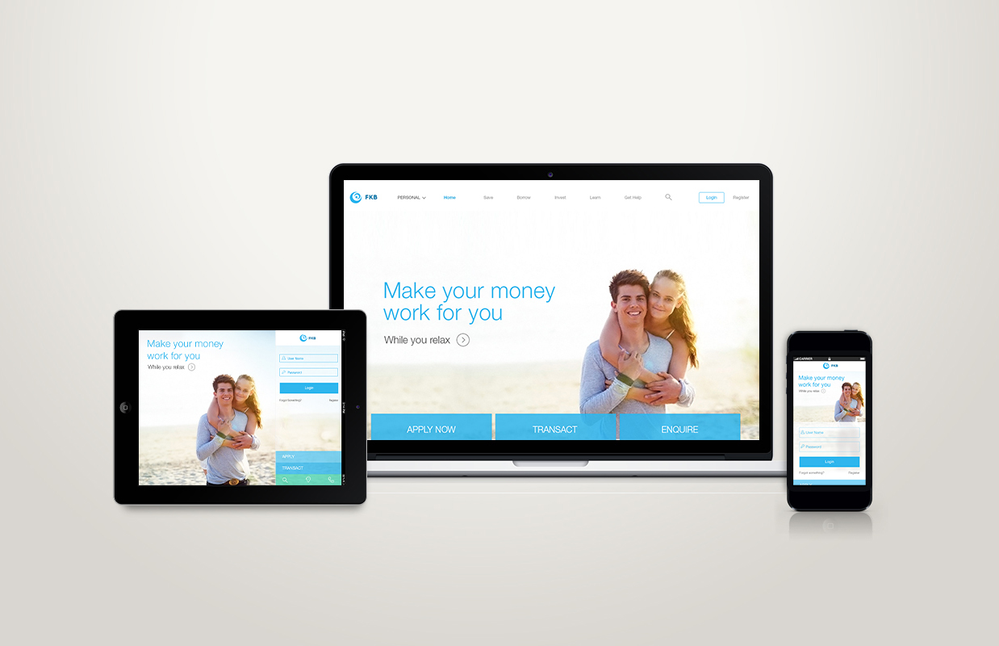 FKB
PERSONAL
Home
Save
Borrow
Invest
Learn
Get Help
Login
Register
Make your money
work for you
While you relax
APPLY NOW
TRANSACT
ENQUIRE
Make your money
work for you
While you relax
FKB
User Name
Password
Login
Forgot Something?
Register
APPLY
TRANSACT
CARRIER
FKB
Make your money
work for you
While you relax
User Name
Password
Login
Forgot something?
Register